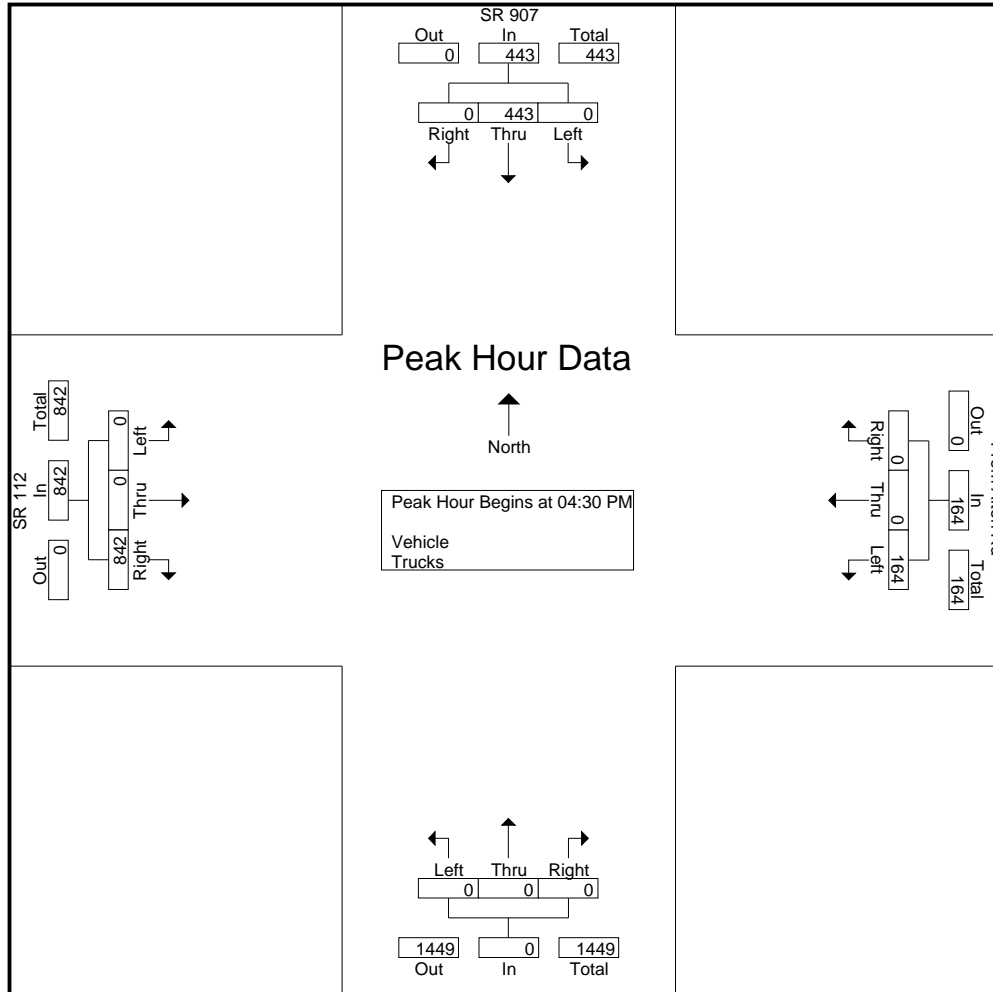 SR 907
Out In Total
0 443 443
0 443 0
Right Thru Left
Peak Hour Data
North
Peak Hour Begins at 04:30 PM
Vehicle
Trucks
SR 112
Total In Out
842 842 0
0 0 842
Left Thru Right
Right Thru Left
0 0 164
Out In Total
0 164 164
Left Thru Right
0 0 0
1449 0 1449
Out In Total